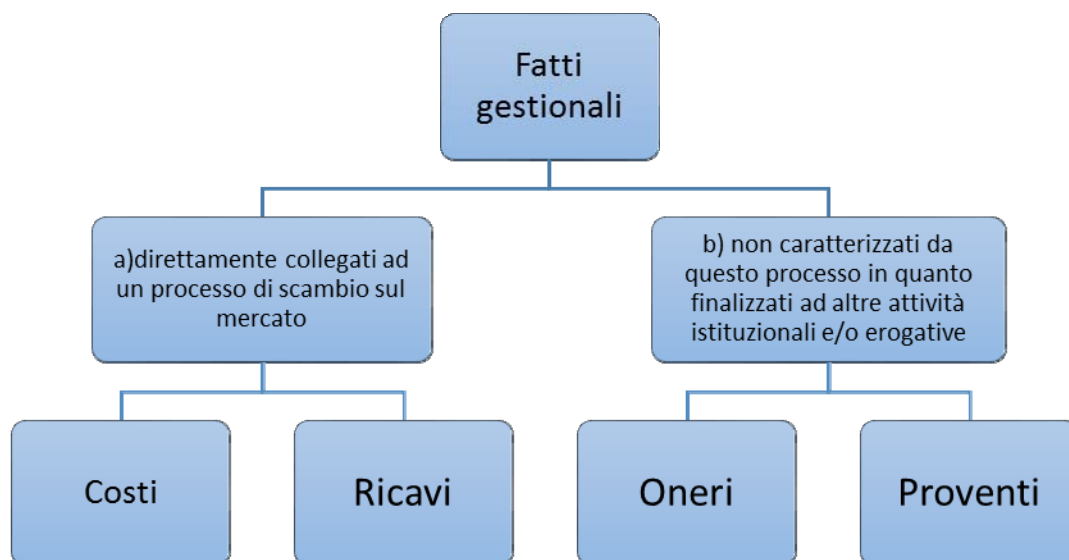 Fatti
gestionali
a)direttamente collegati ad
un processo di scambio sul
mercato
b) non caratterizzati da
questo processo in quanto
finalizzati ad altre attività
istituzionali e/o erogative
Costi
Ricavi
Oneri
Proventi